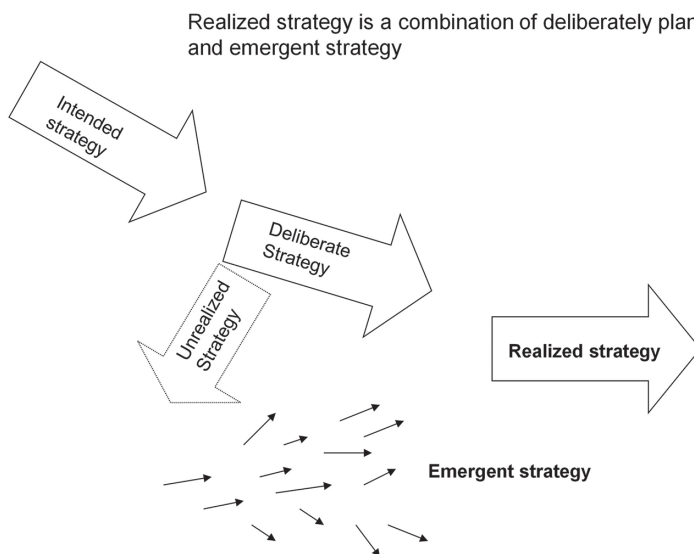 Realized strategy is a combination of deliberately plan
and emergent strategy
Intended
strategy
Deliberate
Strategy
Unrealized
Strategy
Realized strategy
Emergent strategy